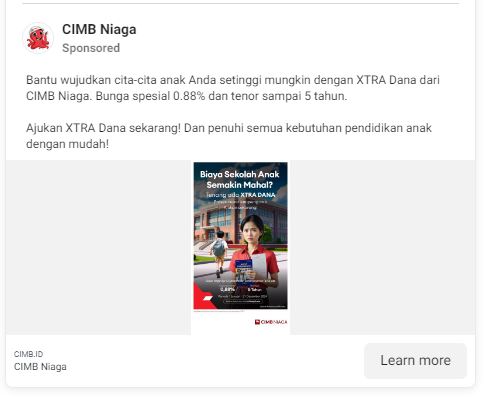 CIMB Niaga
Sponsored
Bantu wujudkan cita-cita anak Anda setinggi mungkin dengan XTRA Dana dari
CIMB Niaga. Bunga spesial 0.88% dan tenor sampai 5 tahun.
Ajukan XTRA Dana sekarang! Dan penuhi semua kebutuhan pendidikan anak
dengan mudah!
Biaya Sekolah Anak
Semakin Mahal?
Tenang ada XTRA DANA
0,88%
5 Tahun
CIMB NIAGA
CIMB.ID
CIMB Niaga
Learn more